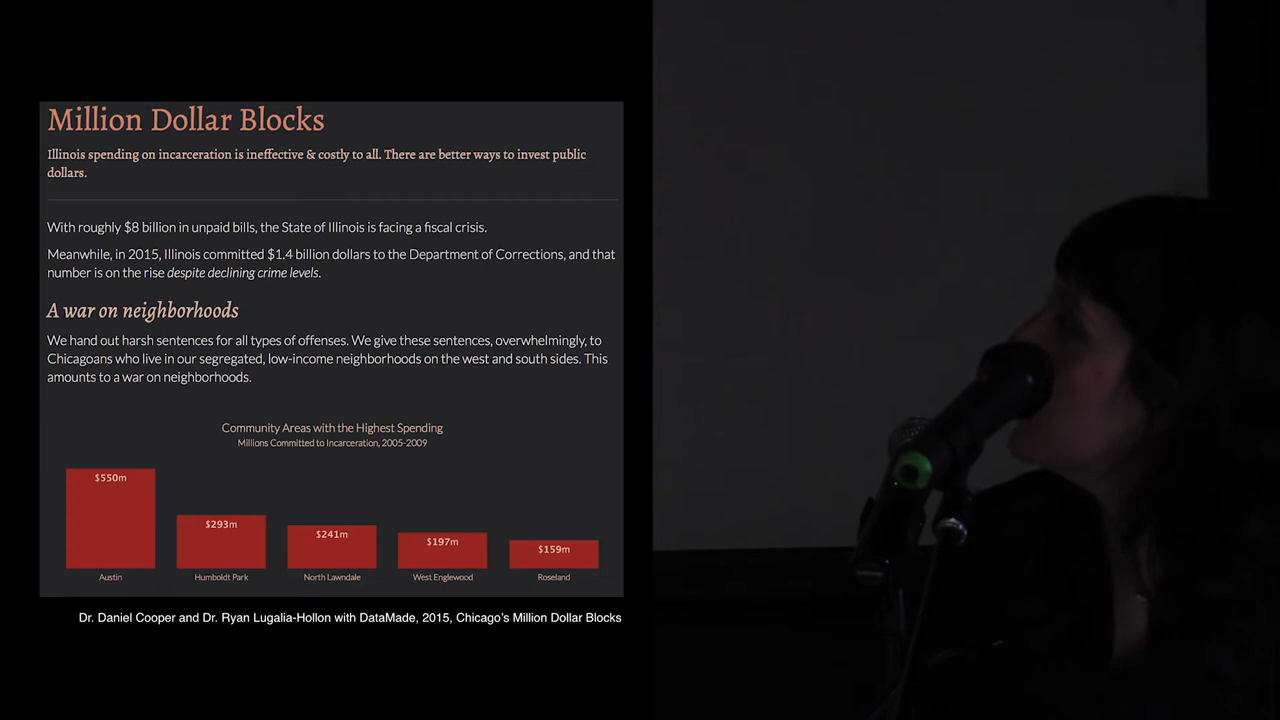 Million Dollar Blocks
Illinois spending on incarceration is ineffective & costly to all. There are better ways to invest public
dollars.
With roughly $8 billion in unpaid bills, the State of Illinois is facing a fiscal crisis.
Meanwhile, in 2015, Illinois committed $1.4 billion dollars to the Department of Corrections, and that
number is on the rise despite declining crime levels.
A war on neighborhoods
We hand out harsh sentences for all types of offenses. We give these sentences, overwhelmingly, to
Chicagoans who live in our segregated, low-income neighborhoods on the west and south sides. This
amounts to a war on neighborhoods.
Community Areas with the Highest Spending
Millions Committed to Incarceration, 2005-2009
$550m
$293m
$241m
$197m
$159m
Austin
Humboldt Park
North Lawndale
West Englewood
Roseland
Dr. Daniel Cooper and Dr. Ryan Lugalia-Hollon with DataMade, 2015, Chicago's Million Dollar Blocks